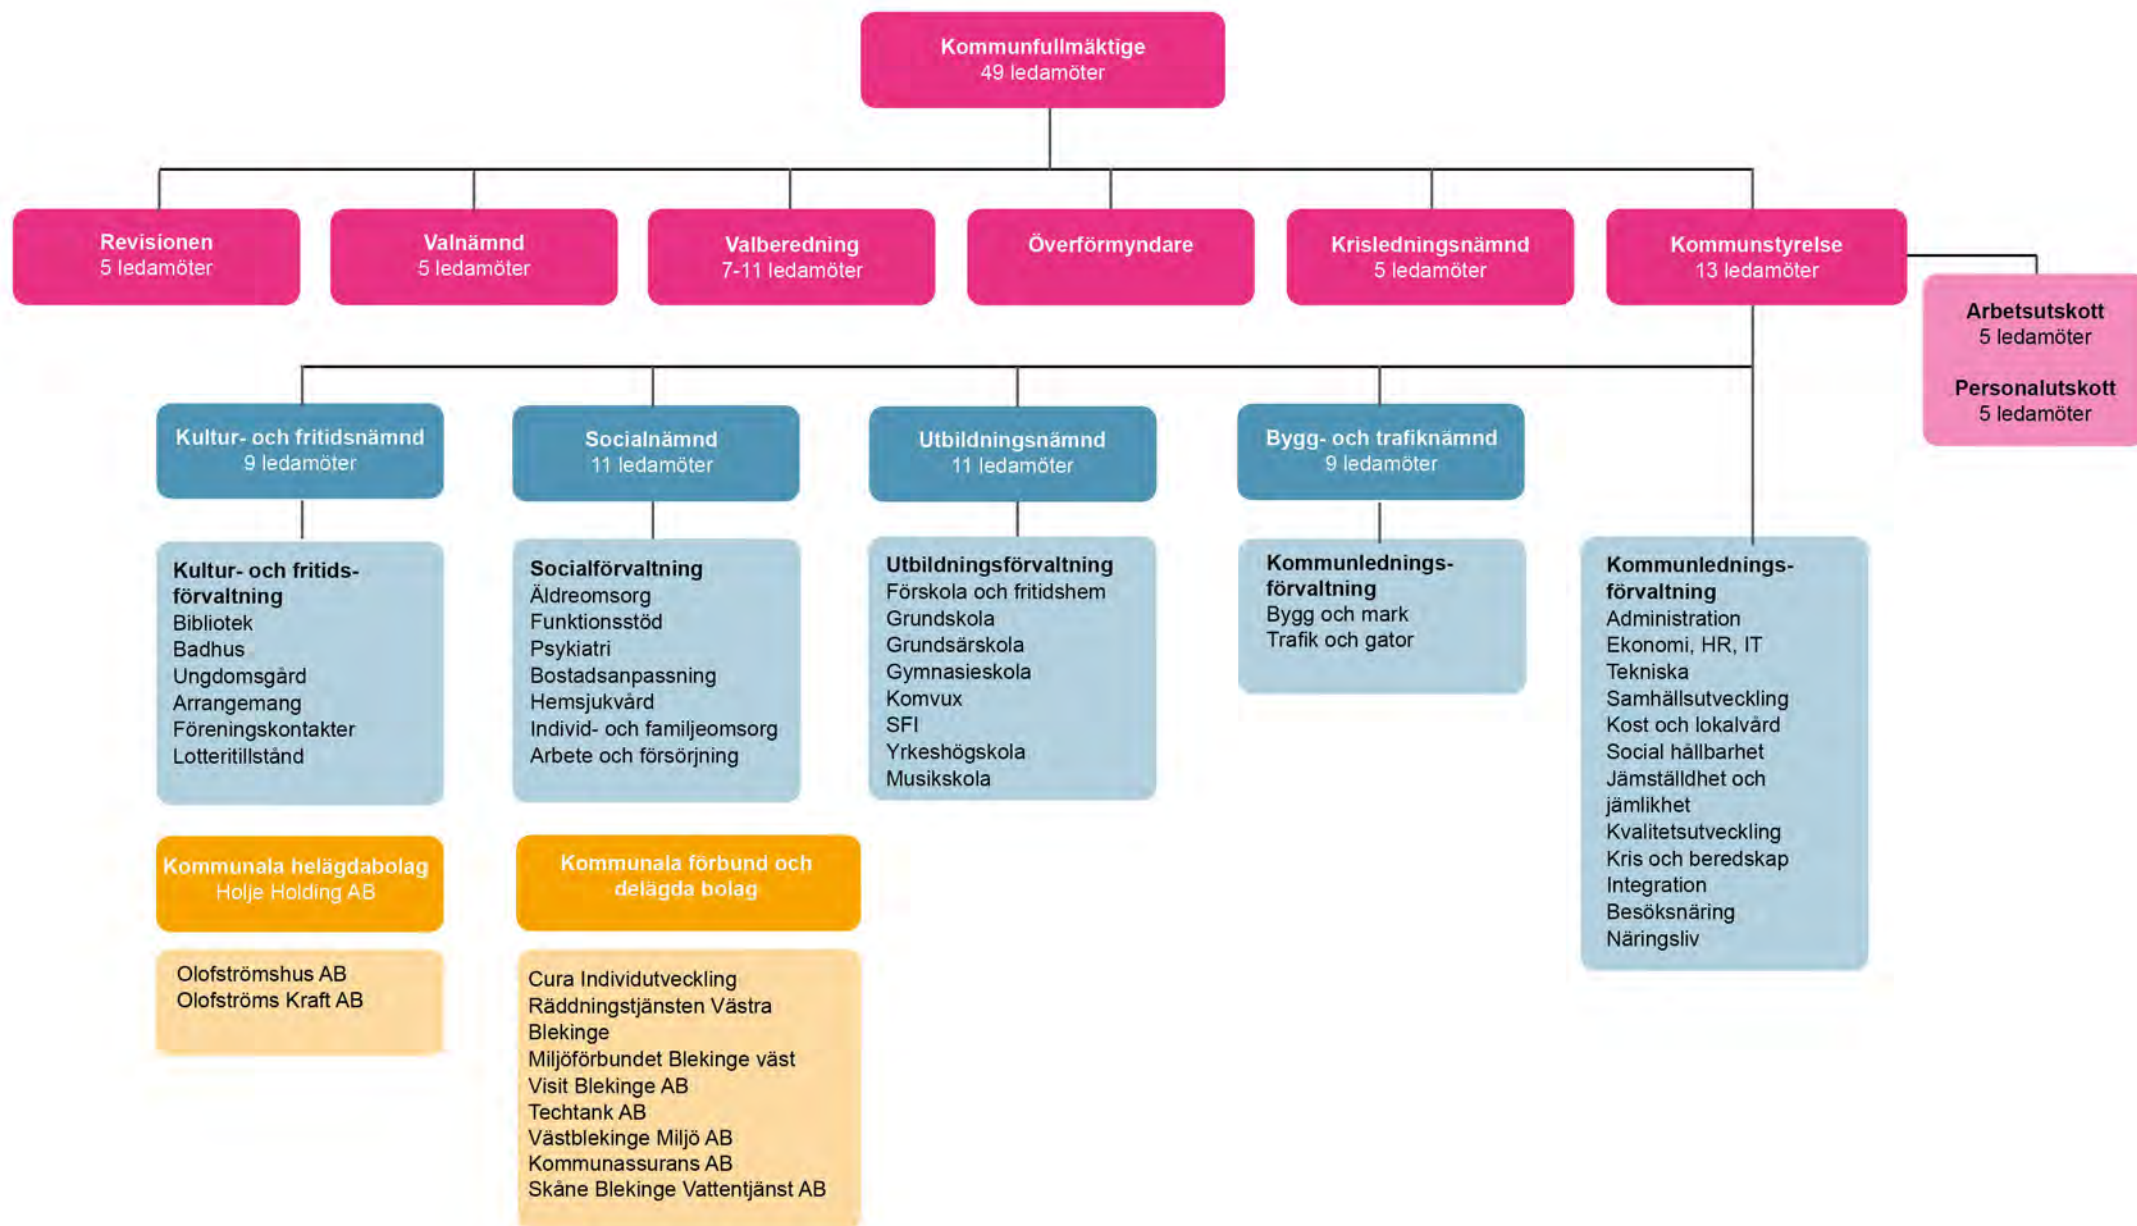 Kommunfullmäktige
49 ledamöter
Revisionen
5 ledamöter
Valnämnd
5 ledamöter
Valberedning
7-11 ledamöter
Överförmyndare
Krisledningsnämnd
5 ledamöter
Kommunstyrelse
13 ledamöter
Arbetsutskott
5 ledamöter
Personalutskott
5 ledamöter
Kultur- och fritidsnämnd
9 ledamöter
Socialnämnd
11 ledamöter
Utbildningsnämnd
11 ledamöter
Bygg- och trafiknämnd
9 ledamöter
Kultur- och fritids-
förvaltning
Bibliotek
Badhus
Ungdomsgård
Arrangemang
Föreningskontakter
Lotteritillstånd
Socialförvaltning
Äldreomsorg
Funktionsstöd
Psykiatri
Bostadsanpassning
Hemsjukvård
Individ- och familjeomsorg
Arbete och försörjning
Utbildningsförvaltning
Förskola och fritidshem
Grundskola
Grundsärskola
Gymnasieskola
Komvux
SFI
Yrkeshögskola
Musikskola
Kommunlednings-
förvaltning
Bygg och mark
Trafik och gator
Kommunlednings-
förvaltning
Administration
Ekonomi, HR, IT
Tekniska
Samhällsutveckling
Kost och lokalvård
Social hållbarhet
Jämställdhet och
jämlikhet
Kvalitetsutveckling
Kris och beredskap
Integration
Besöksnäring
Näringsliv
Kommunala helägdabolag
Holje Holding AB
Olofströmshus AB
Olofströms Kraft AB
Kommunala förbund och
delägda bolag
Cura Individutveckling
Räddningstjänsten Västra
Blekinge
Miljöförbundet Blekinge väst
Visit Blekinge AB
Techtank AB
Västblekinge Miljö AB
Kommunassurans AB
Skåne Blekinge Vattentjänst AB